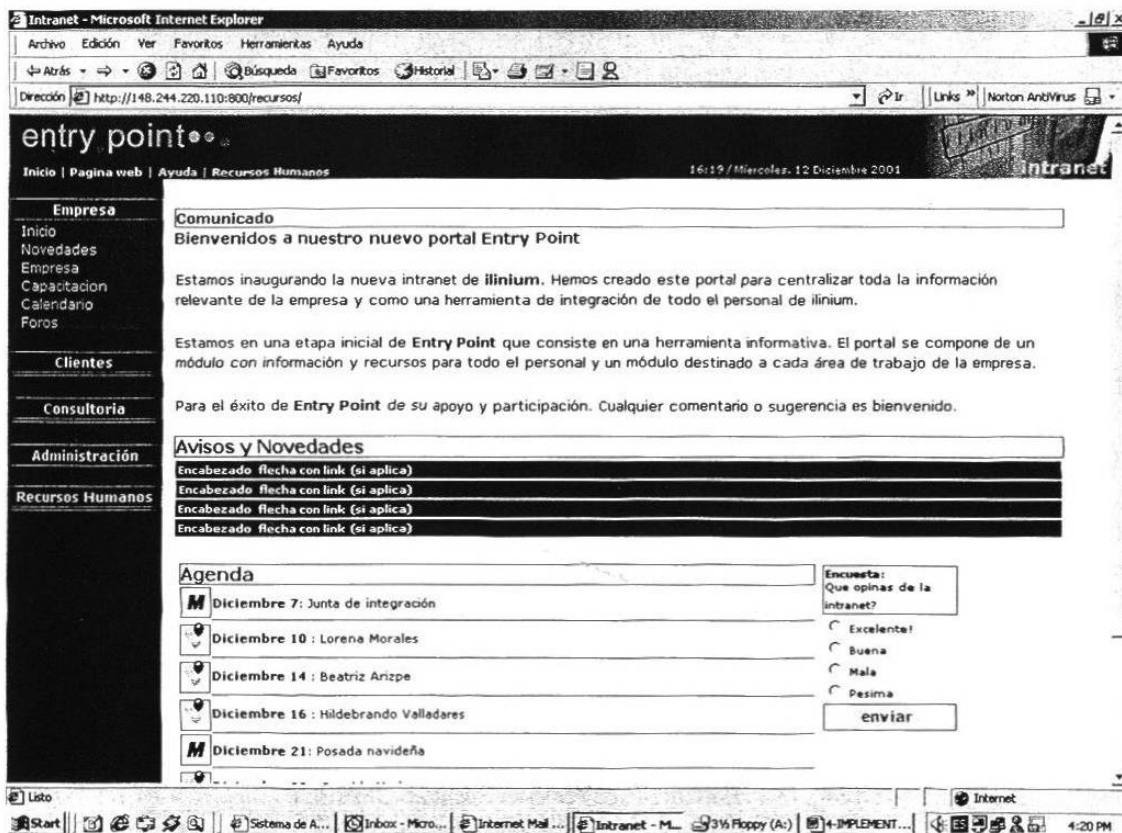 Intranet - Microsoft Internet Explorer
Archivo Edición Ver Favoritos Herramientas Ayuda
Atrás Búsqueda Favoritos Historial
Dirección http://148.244.220.110:800/recursos/ Ir Links » Norton AntiVirus
entry point
Inicio | Pagina web | Ayuda | Recursos Humanos
16:19 / Miercoles, 12 Diciembre 2001
intranet
Empresa
Inicio
Novedades
Empresa
Capacitacion
Calendario
Foros
Clientes
Consultoria
Administración
Recursos Humanos
Comunicado
Bienvenidos a nuestro nuevo portal Entry Point
Estamos inaugurando la nueva intranet de ilinium. Hemos creado este portal para centralizar toda la información
relevante de la empresa y como una herramienta de integración de todo el personal de ilinium.
Estamos en una etapa inicial de Entry Point que consiste en una herramienta informativa. El portal se compone de un
módulo con información y recursos para todo el personal y un módulo destinado a cada área de trabajo de la empresa.
Para el éxito de Entry Point de su apoyo y participación. Cualquier comentario o sugerencia es bienvenido.
Avisos y Novedades
Encabezado flecha con link (si aplica)
Encabezado flecha con link (si aplica)
Encabezado flecha con link (si aplica)
Encabezado flecha con link (si aplica)
Agenda
M Diciembre 7: Junta de integración
Diciembre 10 : Lorena Morales
Diciembre 14 : Beatriz Arizpe
Diciembre 16 : Hildebrando Valladares
M Diciembre 21: Posada navideña
Encuesta:
Que opinas de la
intranet?
Excelente!
Buena
Mala
Pesima
enviar
Listo
Internet
Start Sistema de A... Inbox - Micro... Internet Mail ... Intranet - M... 3½ Floppy (A:) 4-IMPLEMENT... ES 4:20 PM